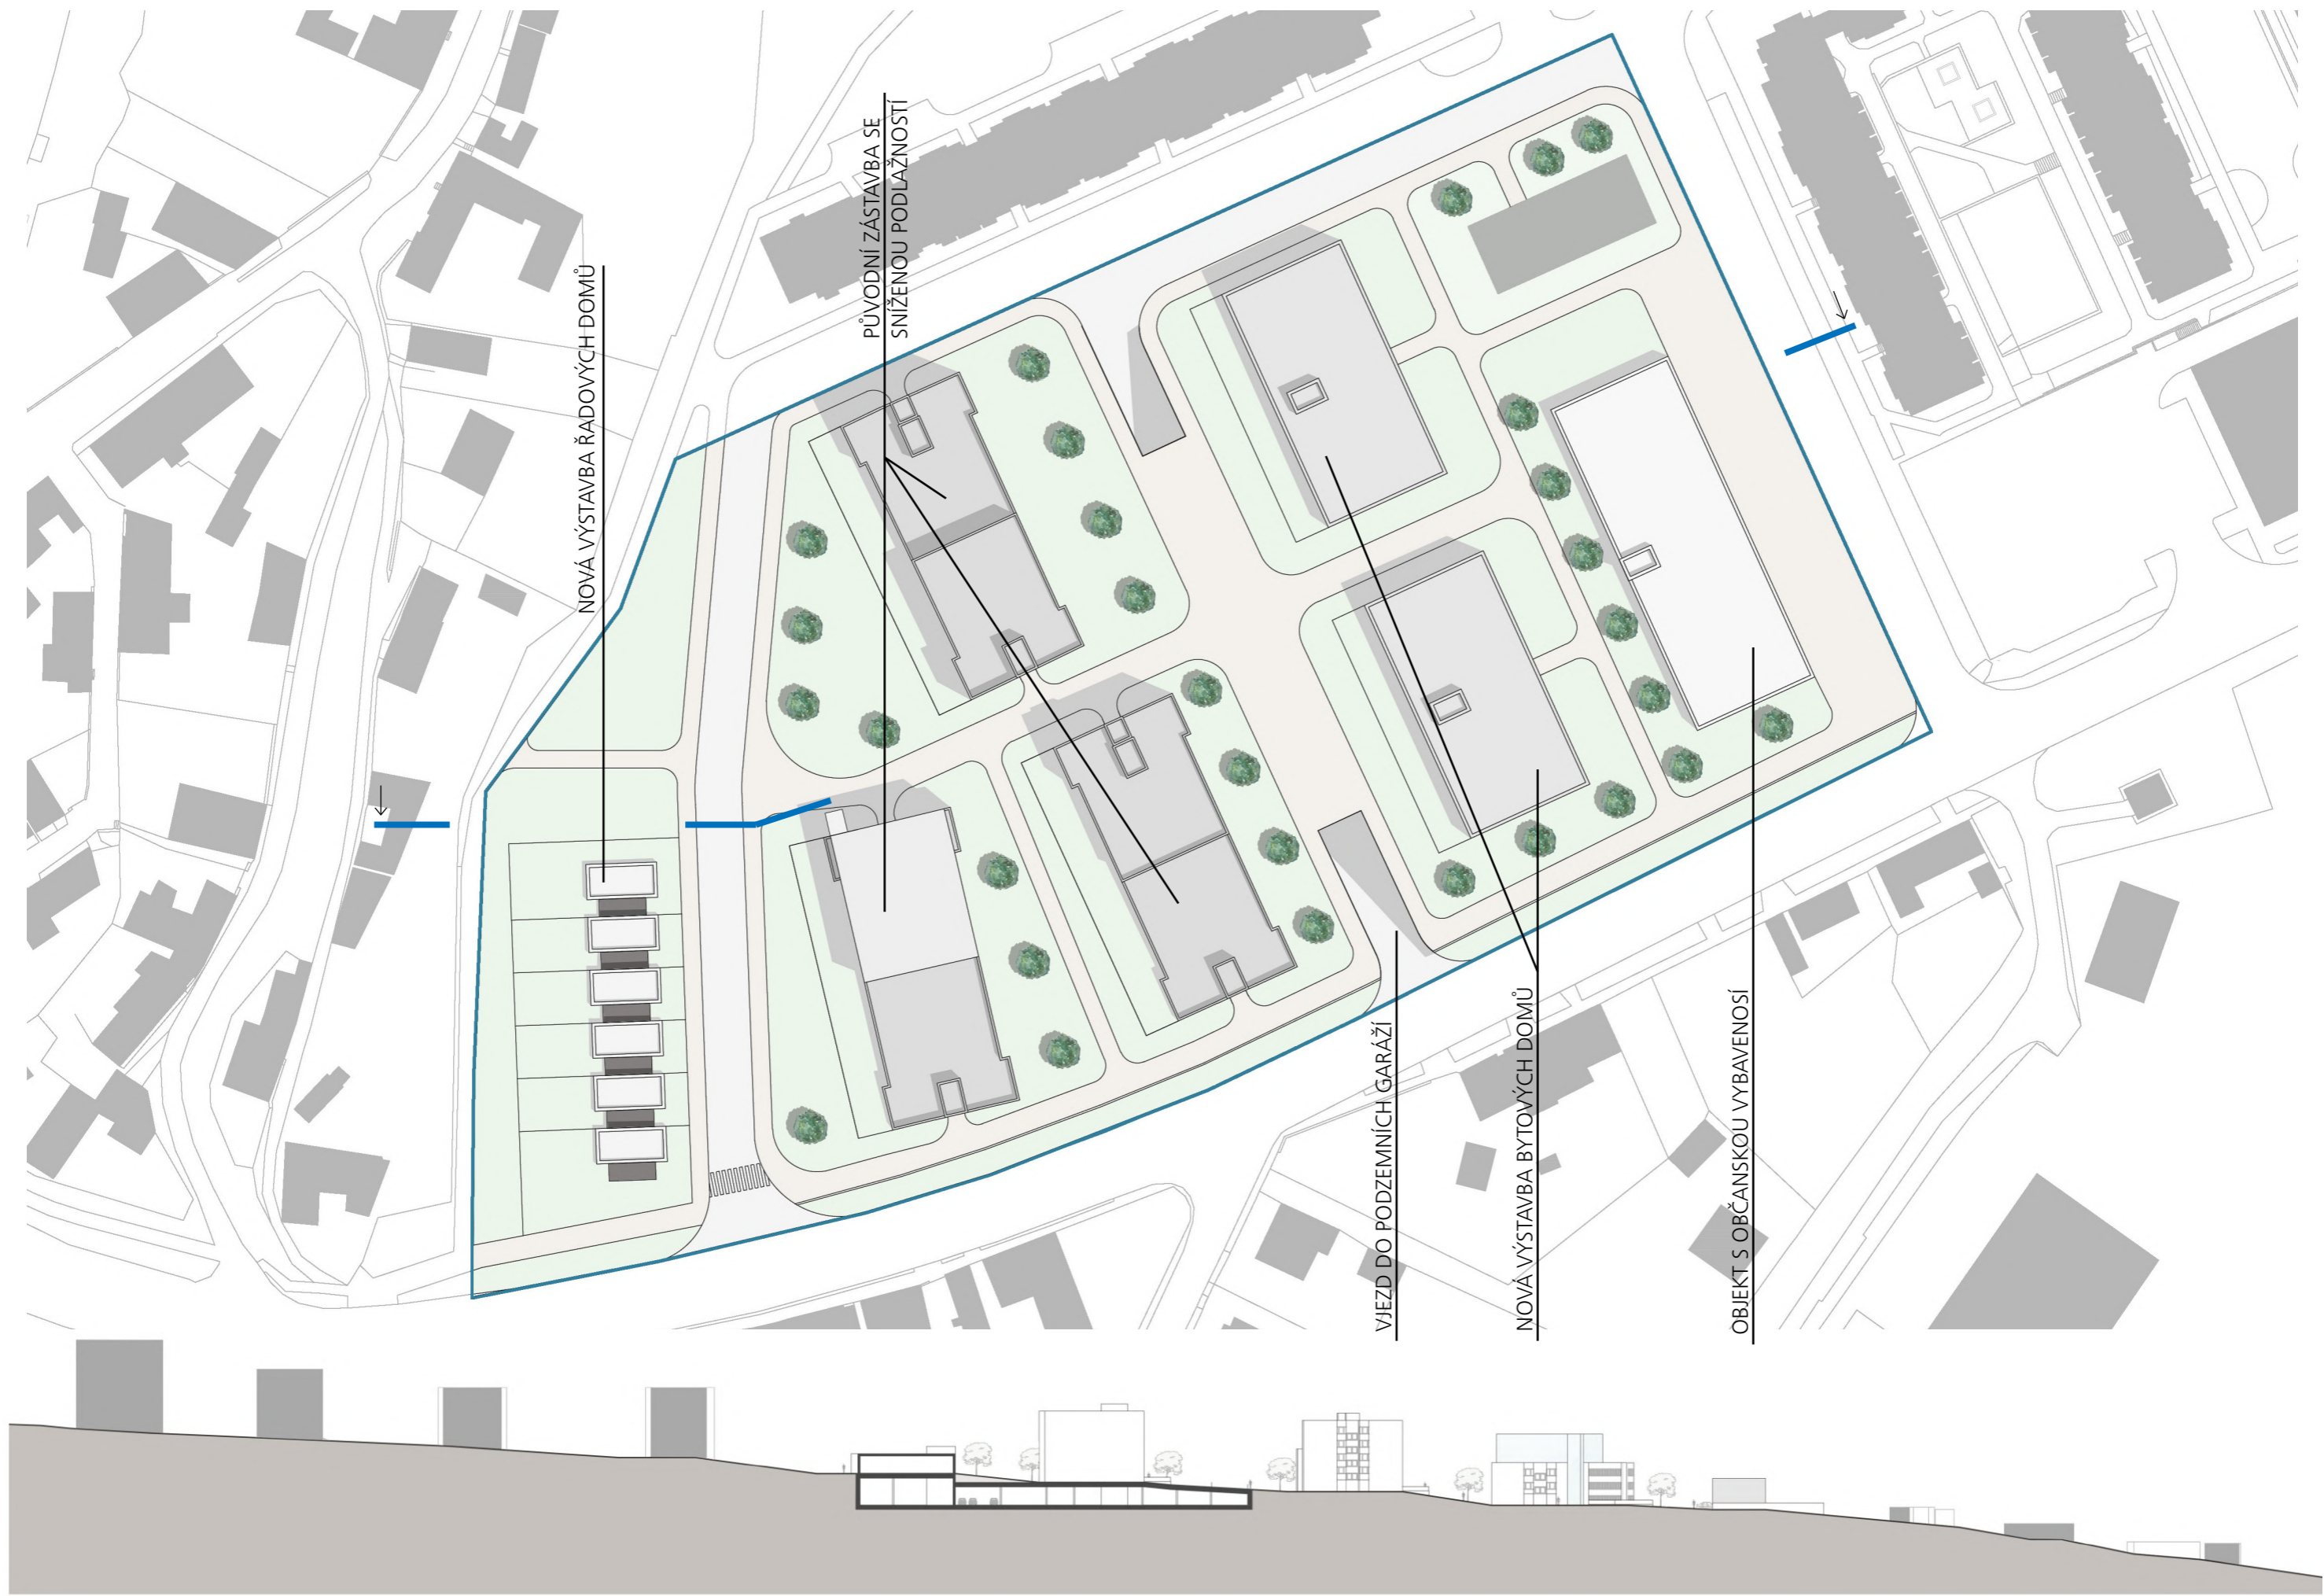 NOVÁ VÝSTAVBA ŘADOVÝCH DOMŮ
PŮVODNÍ ZÁSTAVBA SE
SNÍŽENOU PODLAŽNOSTÍ
VJEZD DO PODZEMNÍCH GARÁŽÍ
NOVÁ VÝSTAVBA BYTOVÝCH DOMŮ
OBJEKT S OBČANSKOU VYBAVENOSÍ